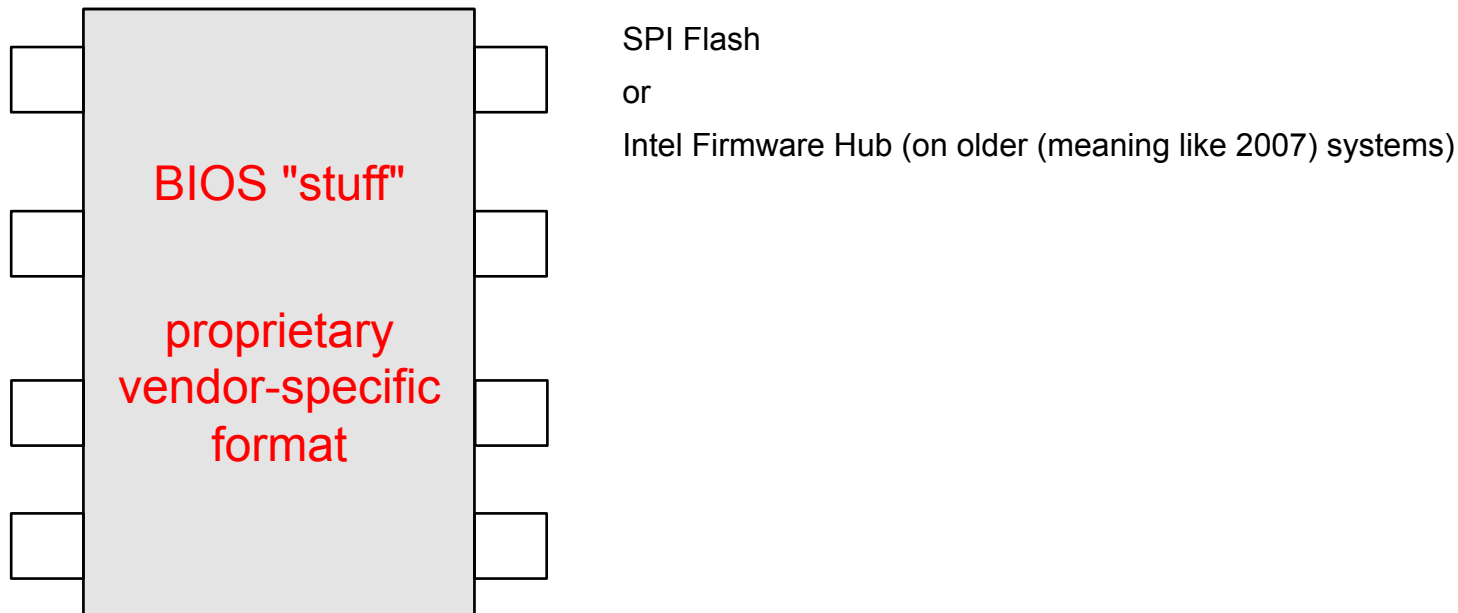 BIOS "stuff"
proprietary
vendor-specific
format
SPI Flash
or
Intel Firmware Hub (on older (meaning like 2007) systems)